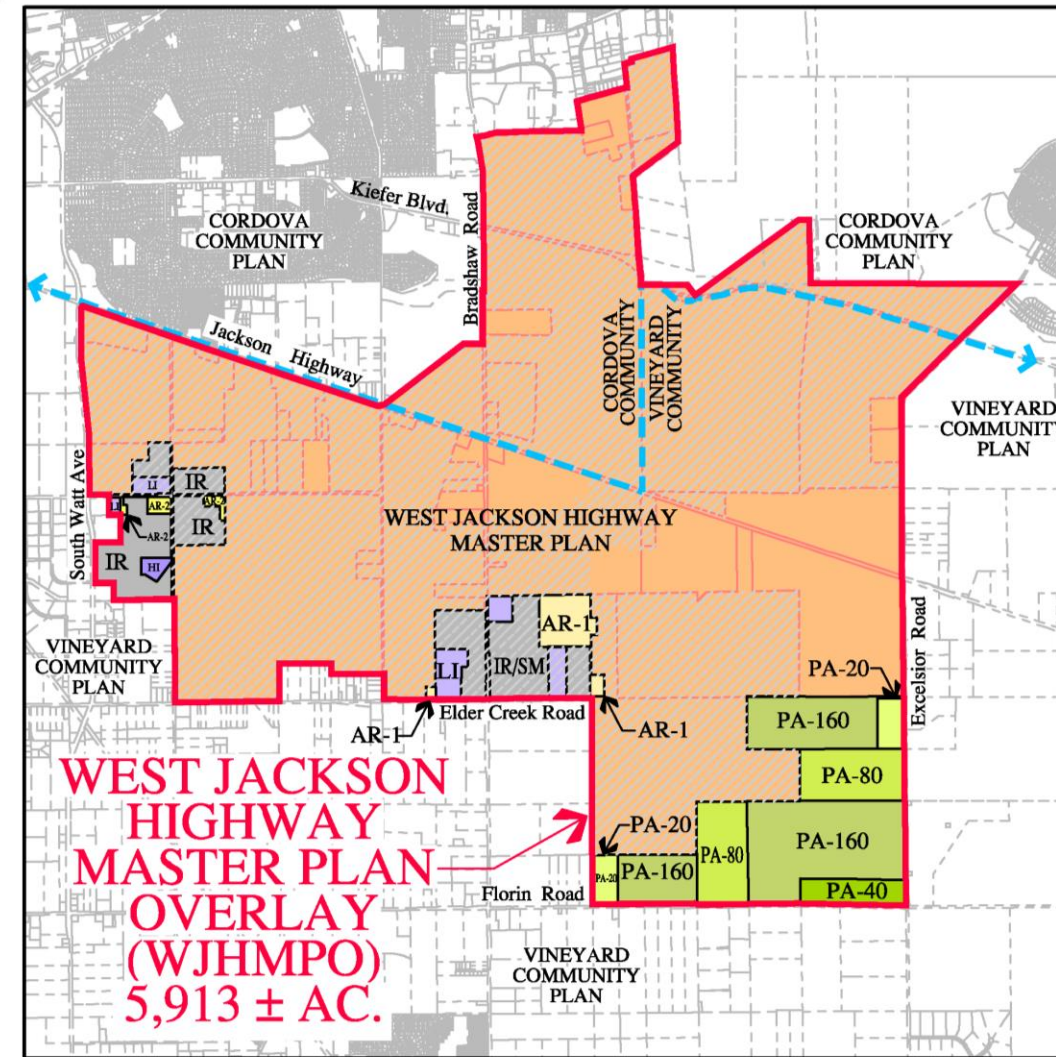 Kiefer Blvd.
CORDOVA
COMMUNITY
PLAN
Bradshaw Road
CORDOVA
COMMUNITY
PLAN
Jackson Highway
CORDOVA
COMMUNITY
VINEYARD
COMMUNITY
VINEYARD
COMMUNITY
PLAN
South Watt Ave
LI
IR
LI
AR-2
AR-2
AR-2
IR
IR
HI
WEST JACKSON HIGHWAY
MASTER PLAN
VINEYARD
COMMUNITY
PLAN
AR-1
LI
IR/SM
Elder Creek Road
AR-1
AR-1
PA-20
Excelsior Road
PA-160
PA-80
WEST JACKSON
HIGHWAY
MASTER PLAN
OVERLAY
(WJHMPO)
5,913 ± AC.
PA-20
PA-20
PA-160
PA-80
PA-160
PA-40
Florin Road
VINEYARD
COMMUNITY
PLAN